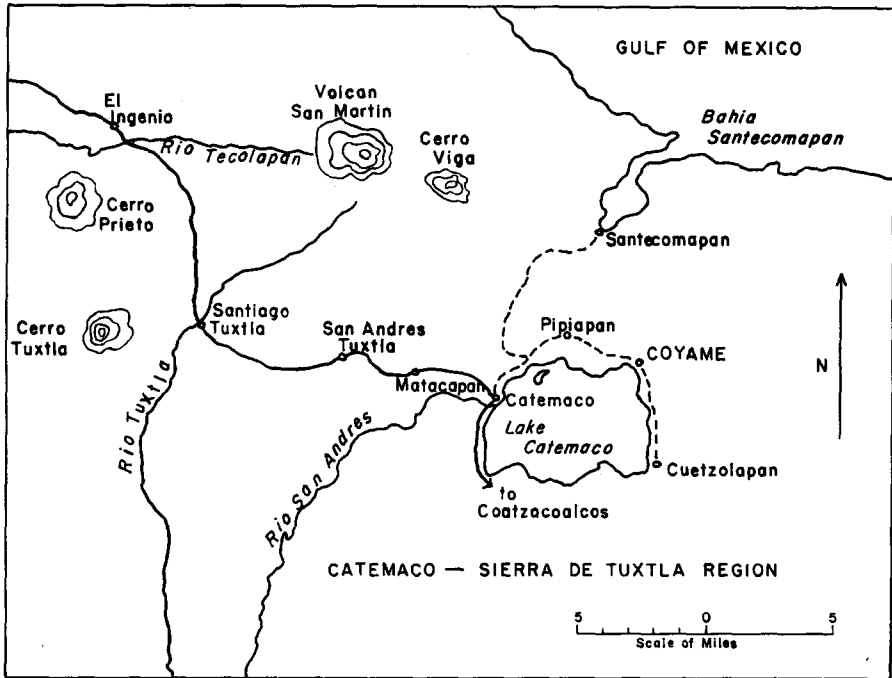 GULF OF MEXICO
El
Ingenio
Volcan
San Martin
Bahia
Santecomapan
Rio Tecolapan
Cerro
Viga
Cerro
Prieto
Santecomapan
Santiago
Tuxtla
Cerro
Tuxtla
San Andres
Tuxtla
Pipiapan
COYAME
N
Matacapan
Catemaco
Rio Tuxtla
Lake
Catemaco
Rio San Andres
Cuetzolapan
to
Coatzacoalcos
CATEMACO — SIERRA DE TUXTLA REGION
5 0 5
Scale of Miles